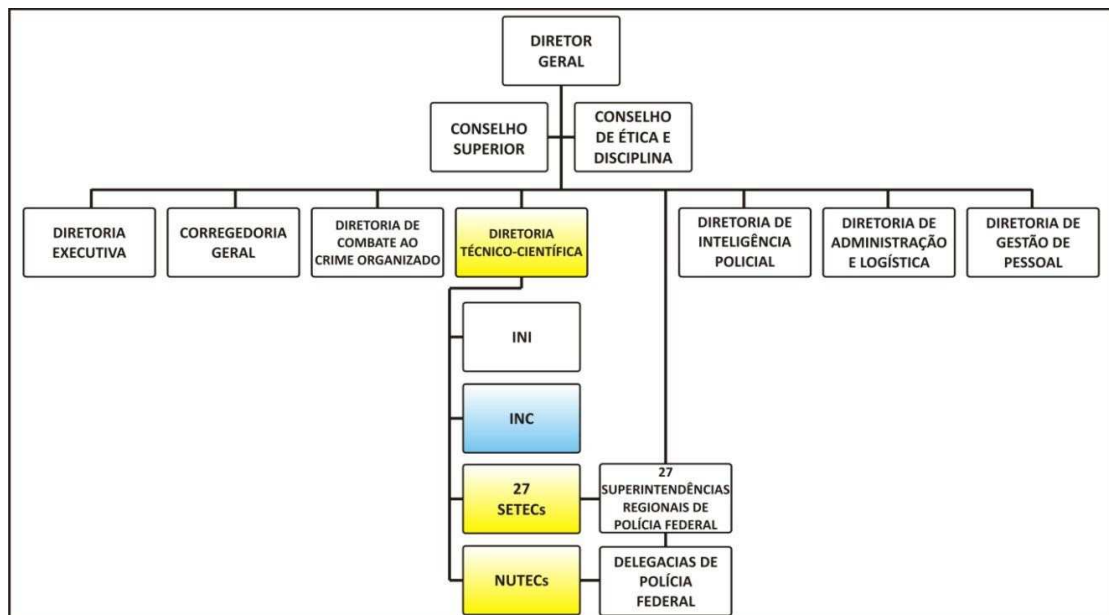 DIRETOR
GERAL
CONSELHO
SUPERIOR
CONSELHO
DE ÉTICA E
DISCIPLINA
DIRETORIA
EXECUTIVA
CORREGEDORIA
GERAL
DIRETORIA DE
COMBATE AO
CRIME ORGANIZADO
DIRETORIA
TÉCNICO-CIENTÍFICA
DIRETORIA DE
INTELIGÊNCIA
POLICIAL
DIRETORIA DE
ADMINISTRAÇÃO
E LOGÍSTICA
DIRETORIA DE
GESTÃO DE
PESSOAL
INI
INC
27
SETECs
27
SUPERINTENDÊNCIAS
REGIONAIS DE
POLÍCIA FEDERAL
NUTECs
DELEGACIAS DE
POLÍCIA
FEDERAL